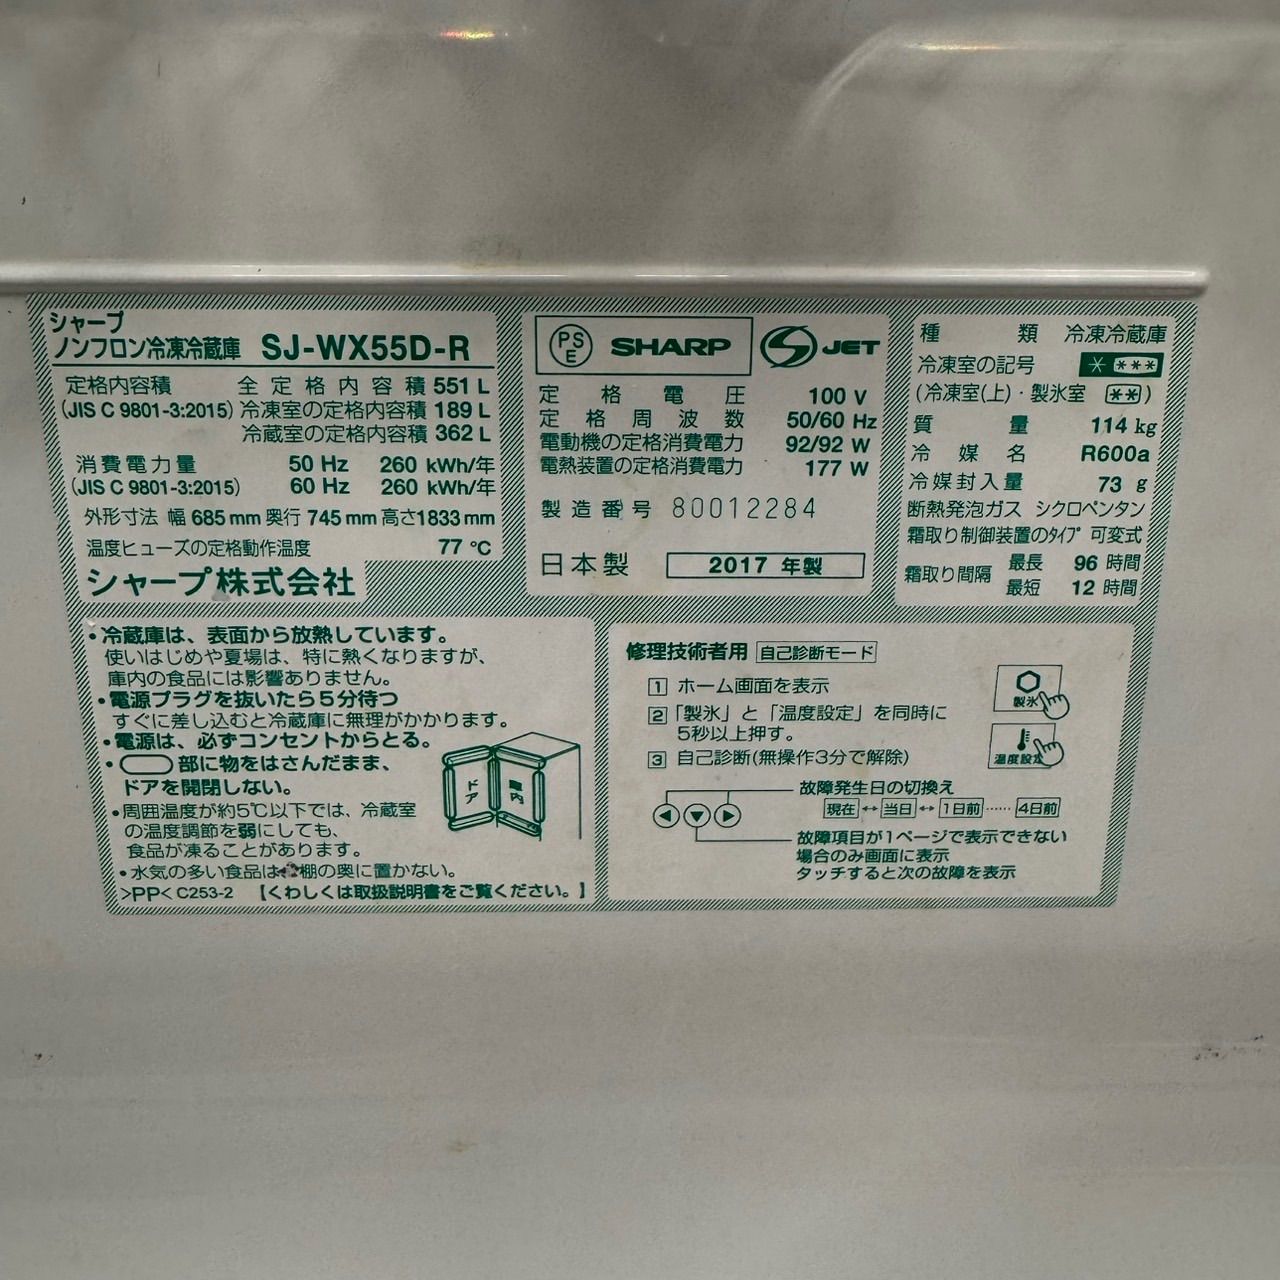 シャープ
ノンフロン冷凍冷蔵庫 SJ-WX55D-R
定格内容積 全定格内容積 551 L
(JIS C 9801-3:2015) 冷凍室の定格内容積 189 L
冷蔵室の定格内容積 362 L
消費電力量 50 Hz 260 kWh/年
(JIS C 9801-3:2015) 60 Hz 260 kWh/年
外形寸法 幅 685 mm 奥行 745 mm 高さ 1833 mm
温度ヒューズの定格動作温度 77 ℃
シャープ株式会社
PSE SHARP S JET
定格電圧 100 V
定格周波数 50/60 Hz
電動機の定格消費電力 92/92 W
電熱装置の定格消費電力 177 W
製造番号 80012284
日本製 2017 年製
種類 冷凍冷蔵庫
冷凍室の記号 * ***
(冷凍室(上)・製氷室 **)
質量 114 kg
冷媒名 R600a
冷媒封入量 73 g
断熱発泡ガス シクロペンタン
霜取り制御装置のタイプ 可変式
霜取り間隔 最長 96 時間
最短 12 時間
・冷蔵庫は、表面から放熱しています。
使いはじめや夏場は、特に熱くなりますが、
庫内の食品には影響ありません。
・電源プラグを抜いたら5分待つ
すぐに差し込むと冷蔵庫に無理がかかります。
・電源は、必ずコンセントからとる。
・ 部に物をはさんだまま、
ドアを開閉しない。
・周囲温度が約5℃以下では、冷蔵室
の温度調節を弱にしても、
食品が凍ることがあります。
・水気の多い食品は棚の奥に置かない。
>PP< C253-2 【くわしくは取扱説明書をご覧ください。】
ドア
庫内
修理技術者用 自己診断モード
1 ホーム画面を表示
2 「製氷」と「温度設定」を同時に
5秒以上押す。
3 自己診断(無操作3分で解除)
製氷
温度設定
故障発生日の切換え
現在 ↔ 当日 ↔ 1日前 …… 4日前
◀ ▼ ▶
故障項目が1ページで表示できない
場合のみ画面に表示
タッチすると次の故障を表示